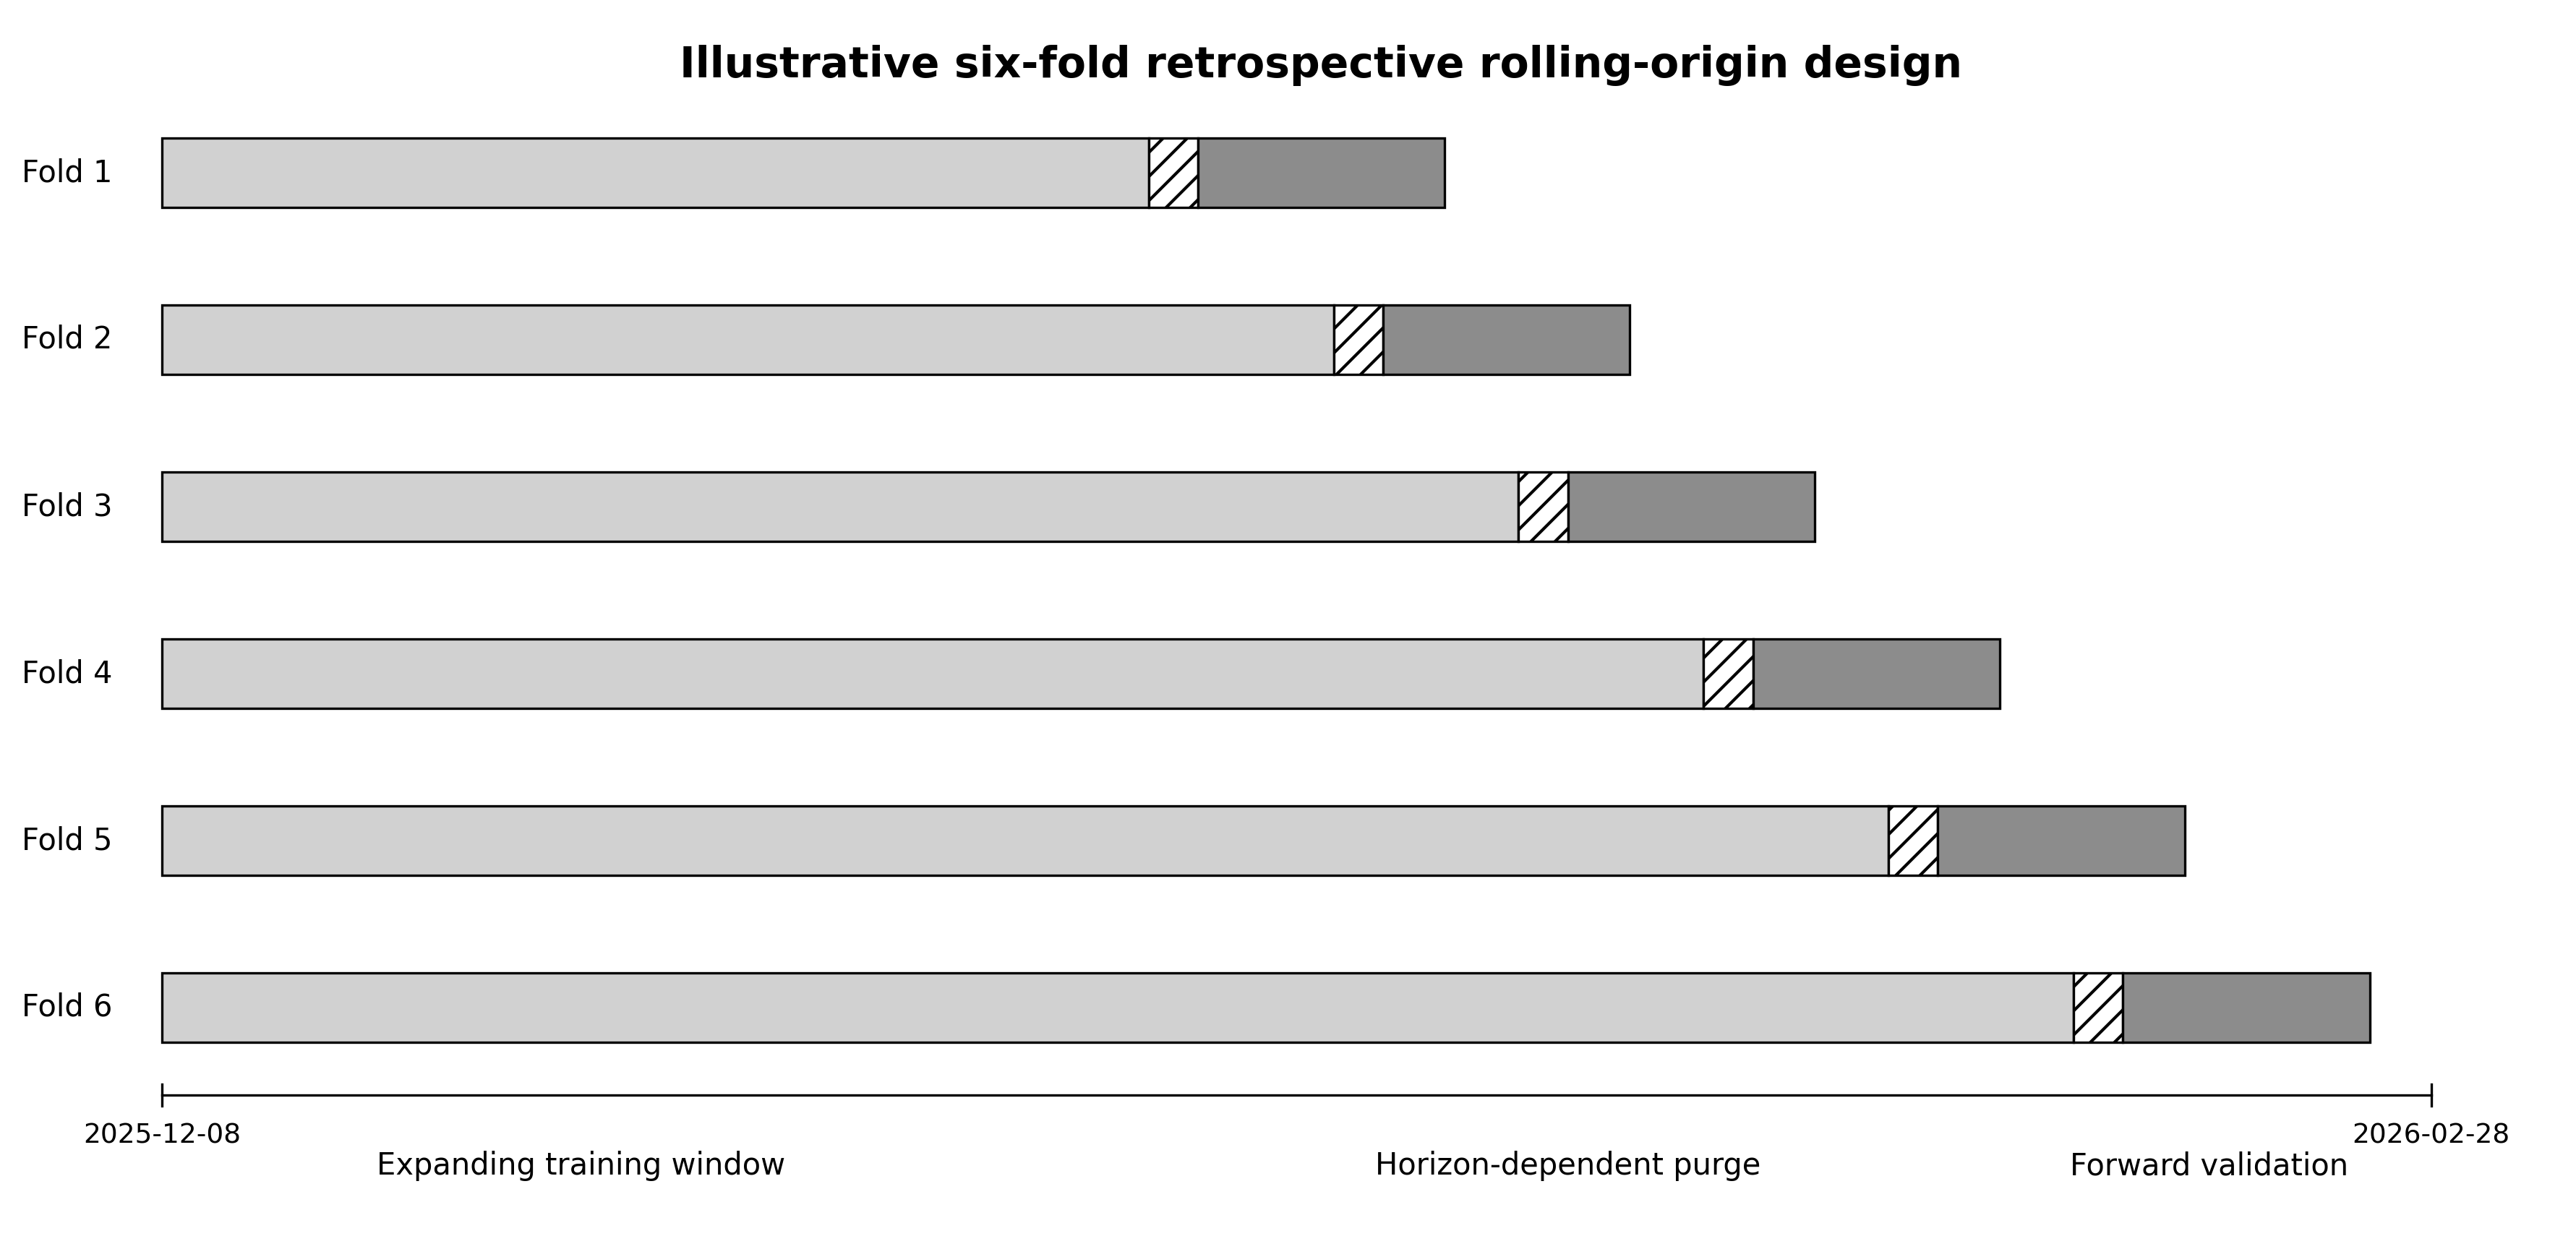 Illustrative six-fold retrospective rolling-origin design
Fold 1
Fold 2
Fold 3
Fold 4
Fold 5
Fold 6
2025-12-08
2026-02-28
Expanding training window
Horizon-dependent purge
Forward validation